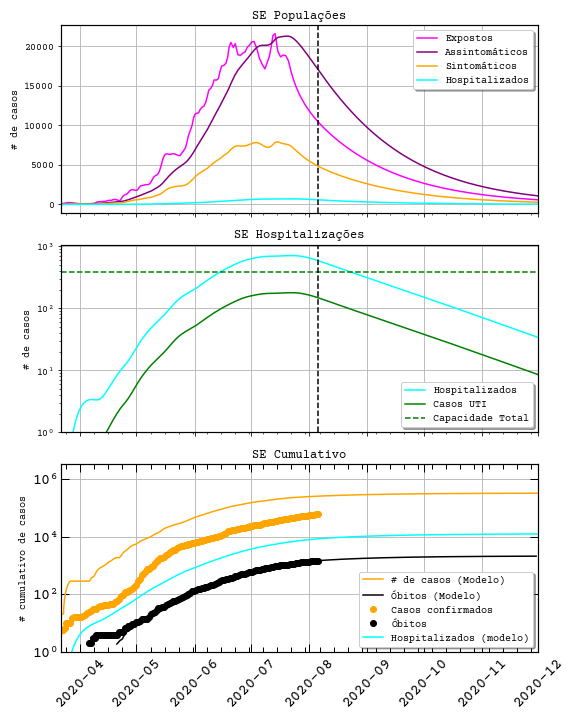 SE Populações
# de casos
20000
15000
10000
5000
0
Expostos
Assintomáticos
Sintomáticos
Hospitalizados
SE Hospitalizações
# de casos
10³
10²
10¹
10⁰
Hospitalizados
Casos UTI
Capacidade Total
SE Cumulativo
# cumulativo de casos
10⁶
10⁴
10²
10⁰
# de casos (Modelo)
Óbitos (Modelo)
Casos confirmados
Óbitos
Hospitalizados (modelo)
2020-04
2020-05
2020-06
2020-07
2020-08
2020-09
2020-10
2020-11
2020-12